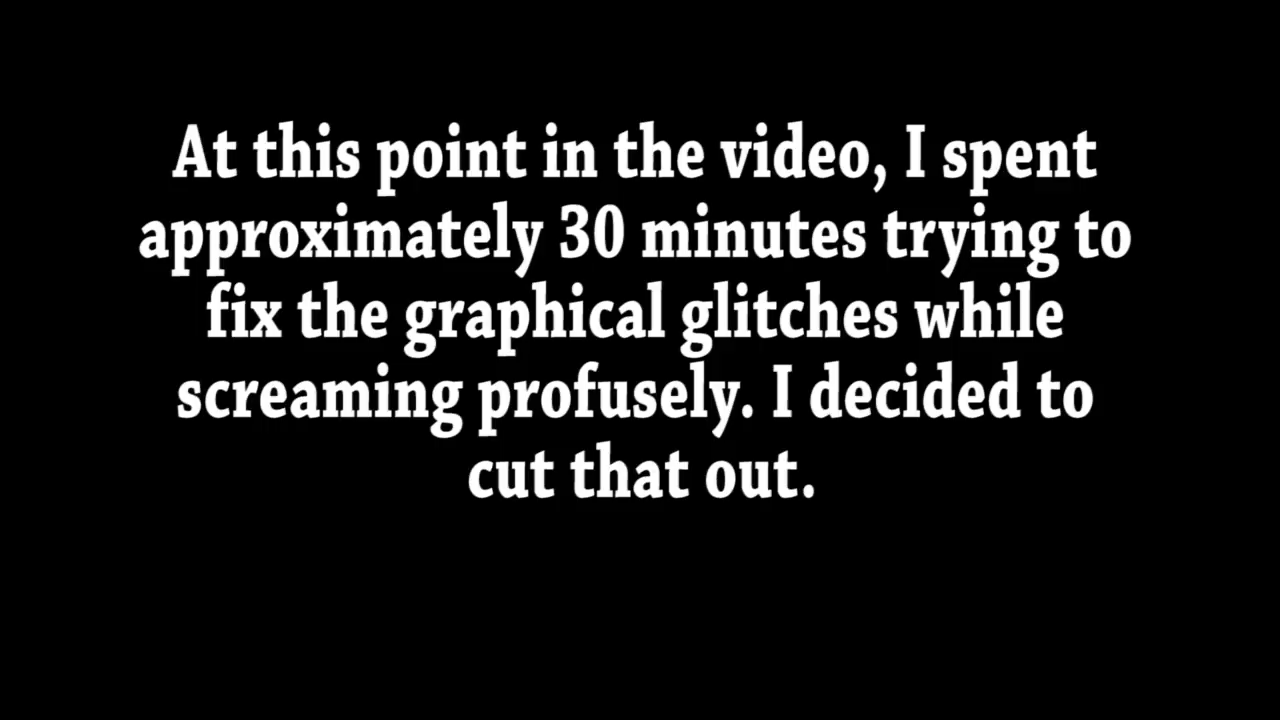 At this point in the video, I spent
approximately 30 minutes trying to
fix the graphical glitches while
screaming profusely. I decided to
cut that out.